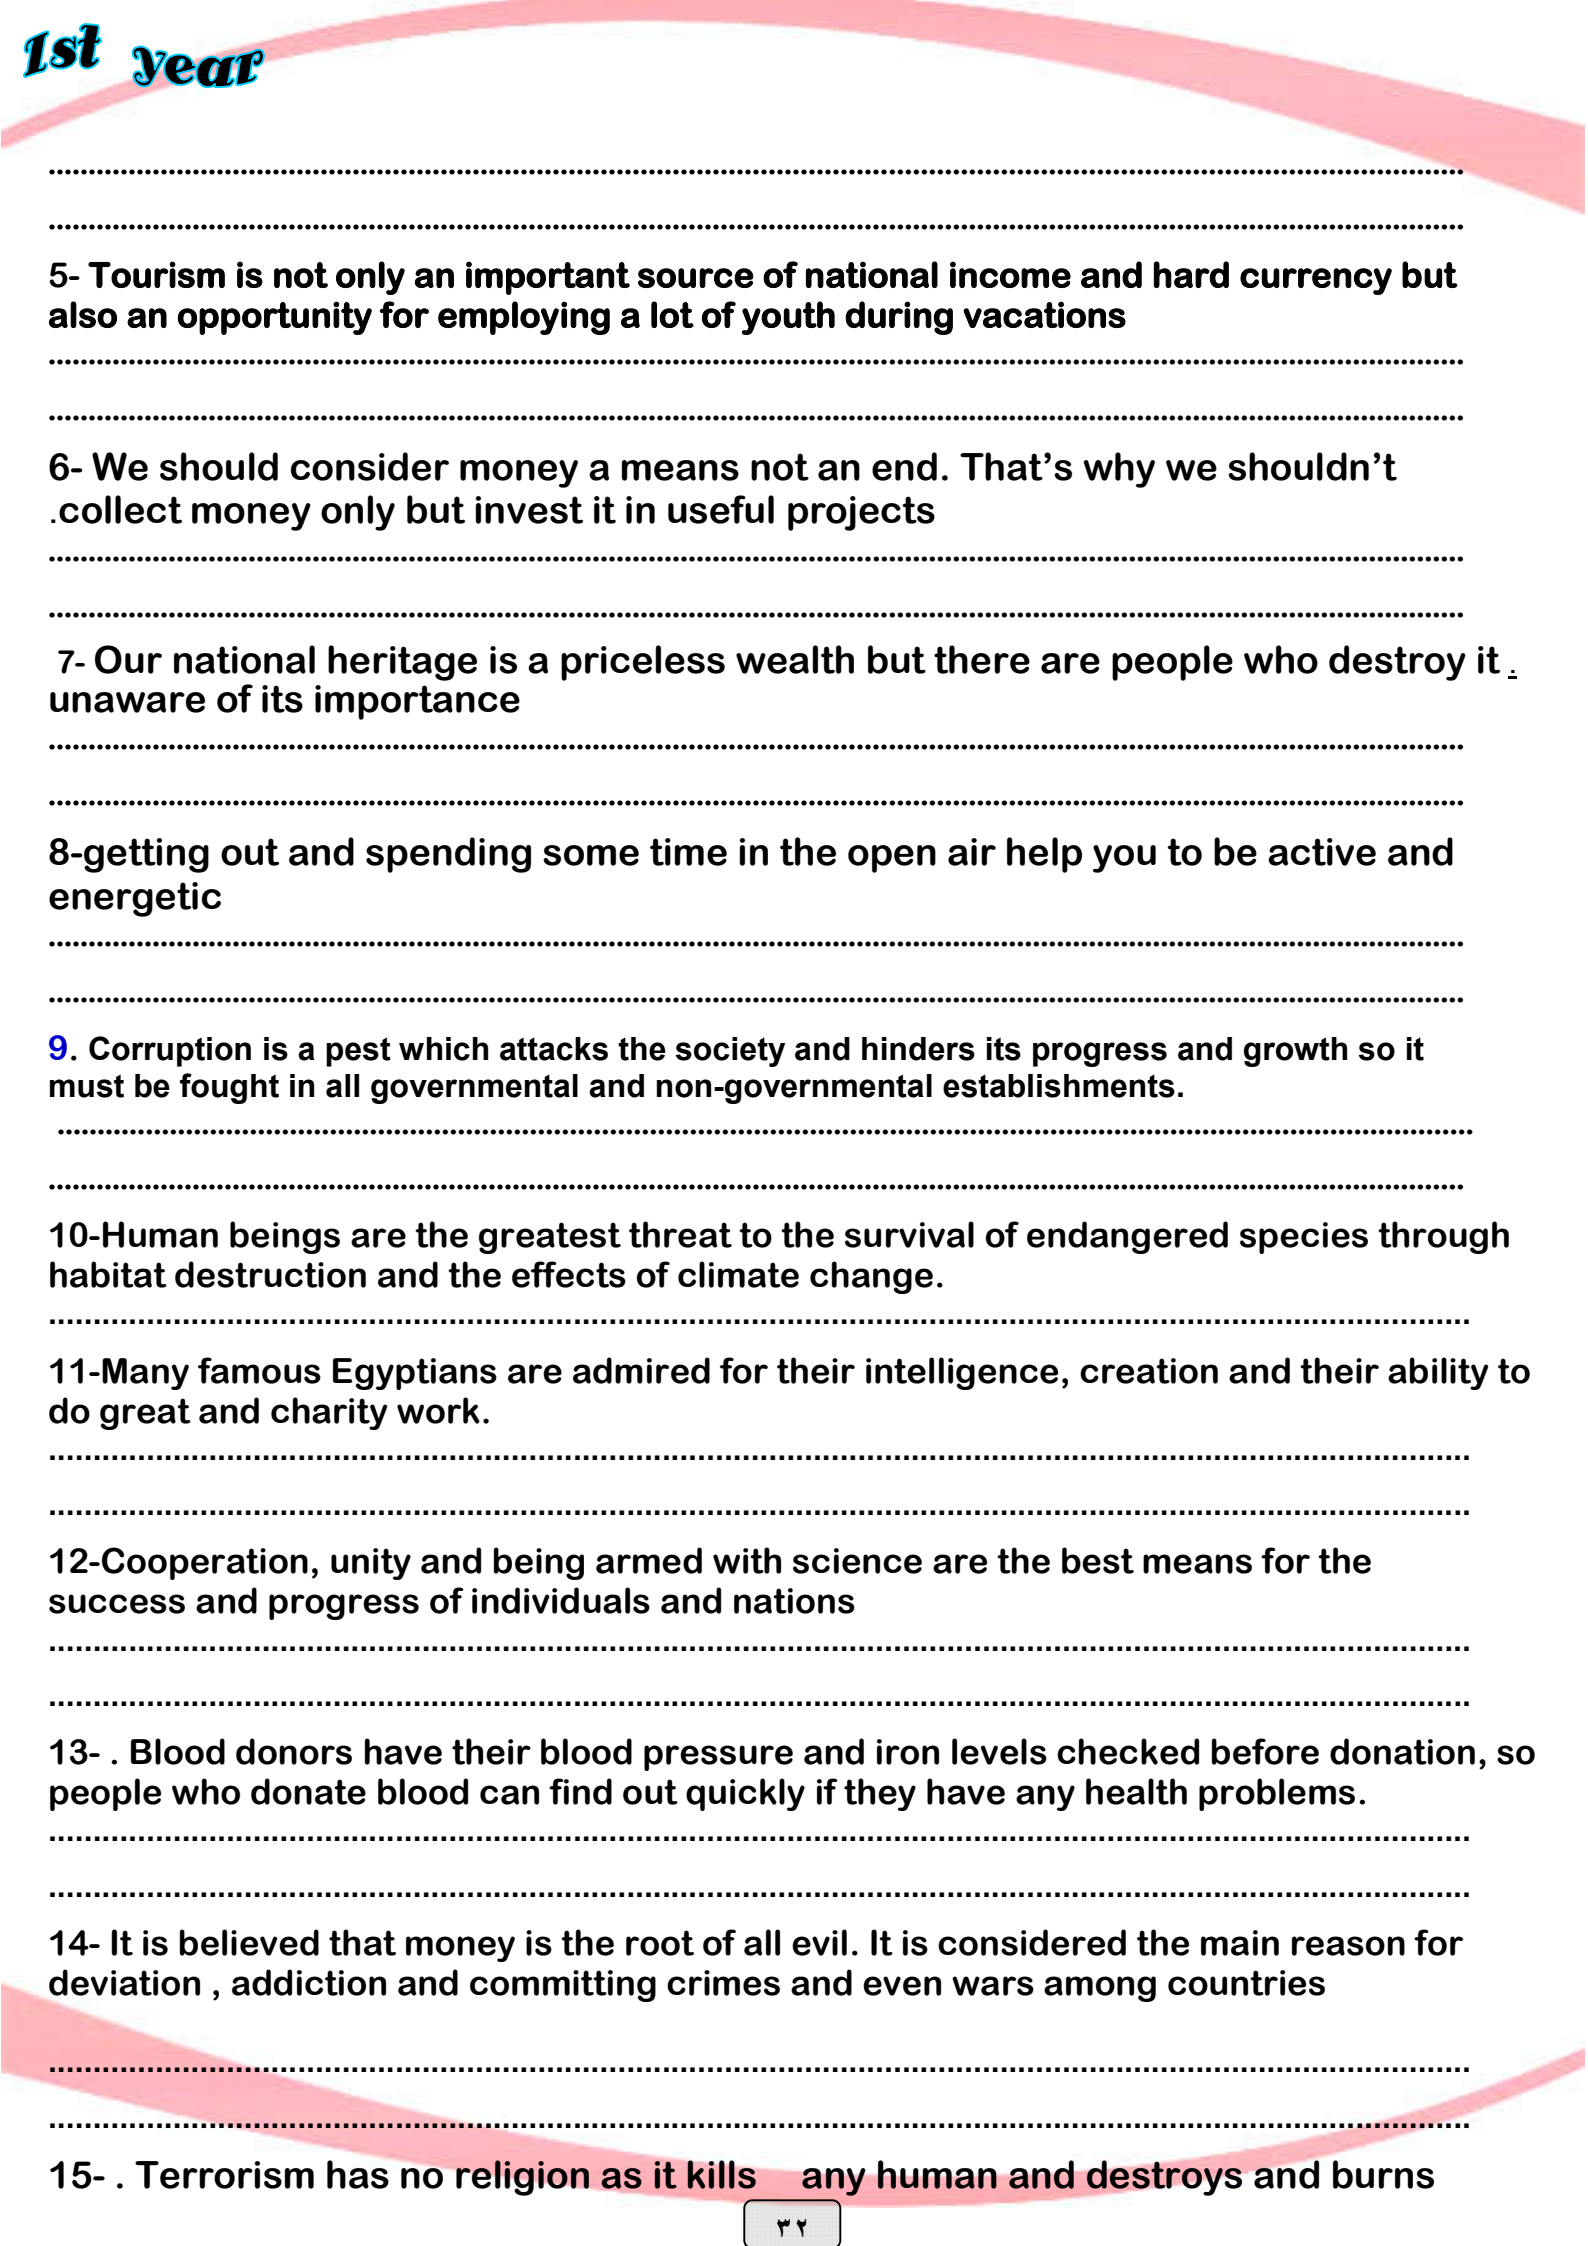 1st year
5- Tourism is not only an important source of national income and hard currency but
also an opportunity for employing a lot of youth during vacations
6- We should consider money a means not an end. That’s why we shouldn’t
.collect money only but invest it in useful projects
7- Our national heritage is a priceless wealth but there are people who destroy it .
unaware of its importance
8-getting out and spending some time in the open air help you to be active and
energetic
9. Corruption is a pest which attacks the society and hinders its progress and growth so it
must be fought in all governmental and non-governmental establishments.
10-Human beings are the greatest threat to the survival of endangered species through
habitat destruction and the effects of climate change.
11-Many famous Egyptians are admired for their intelligence, creation and their ability to
do great and charity work.
12-Cooperation, unity and being armed with science are the best means for the
success and progress of individuals and nations
13- . Blood donors have their blood pressure and iron levels checked before donation, so
people who donate blood can find out quickly if they have any health problems.
14- It is believed that money is the root of all evil. It is considered the main reason for
deviation , addiction and committing crimes and even wars among countries
15- . Terrorism has no religion as it kills any human and destroys and burns
٣٢